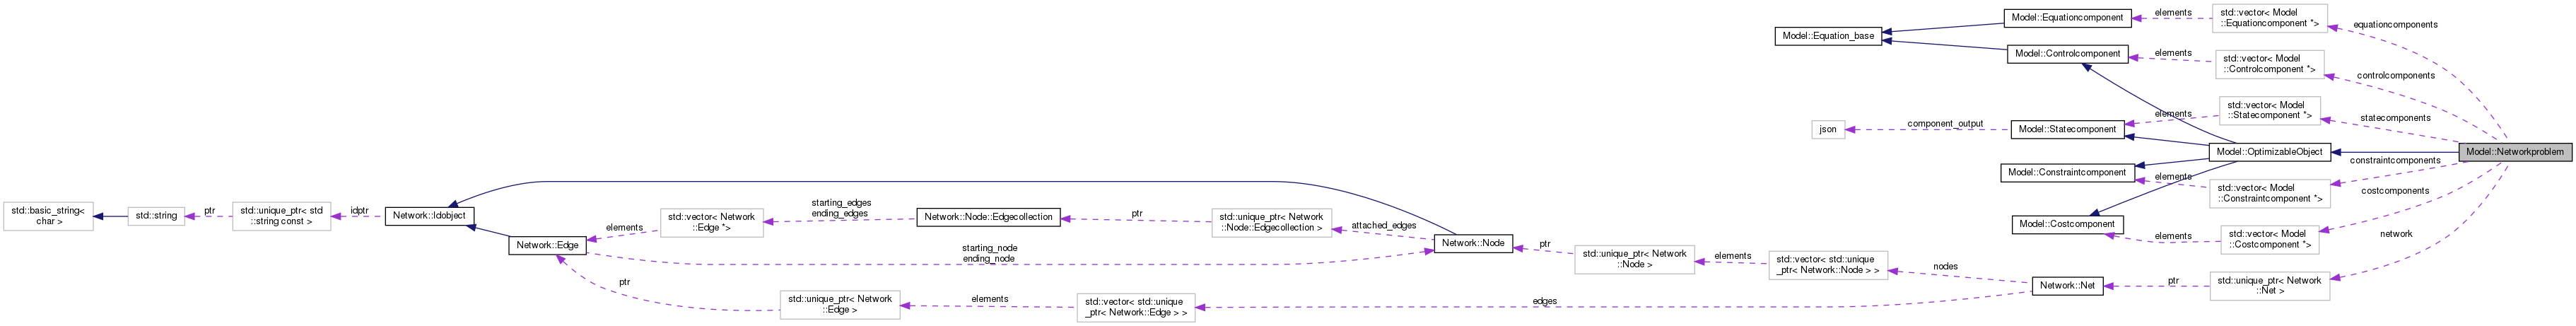 Model::Equationcomponent
elements
std::vector< Model
::Equationcomponent *>
equationcomponents
Model::Equation_base
Model::Controlcomponent
elements
std::vector< Model
::Controlcomponent *>
controlcomponents
std::vector< Model
::Statecomponent *>
elements
statecomponents
json
component_output
Model::Statecomponent
Model::OptimizableObject
Model::Networkproblem
constraintcomponents
Model::Constraintcomponent
elements
std::vector< Model
::Constraintcomponent *>
costcomponents
Model::Costcomponent
elements
std::vector< Model
::Costcomponent *>
network
std::basic_string<
char >
std::string
ptr
std::unique_ptr< std
::string const >
idptr
Network::Idobject
Network::Edge
elements
std::vector< Network
::Edge *>
starting_edges
ending_edges
Network::Node::Edgecollection
ptr
std::unique_ptr< Network
::Node::Edgecollection >
attached_edges
Network::Node
starting_node
ending_node
ptr
std::unique_ptr< Network
::Node >
elements
std::vector< std::unique
_ptr< Network::Node > >
nodes
Network::Net
ptr
std::unique_ptr< Network
::Net >
ptr
std::unique_ptr< Network
::Edge >
elements
std::vector< std::unique
_ptr< Network::Edge > >
edges